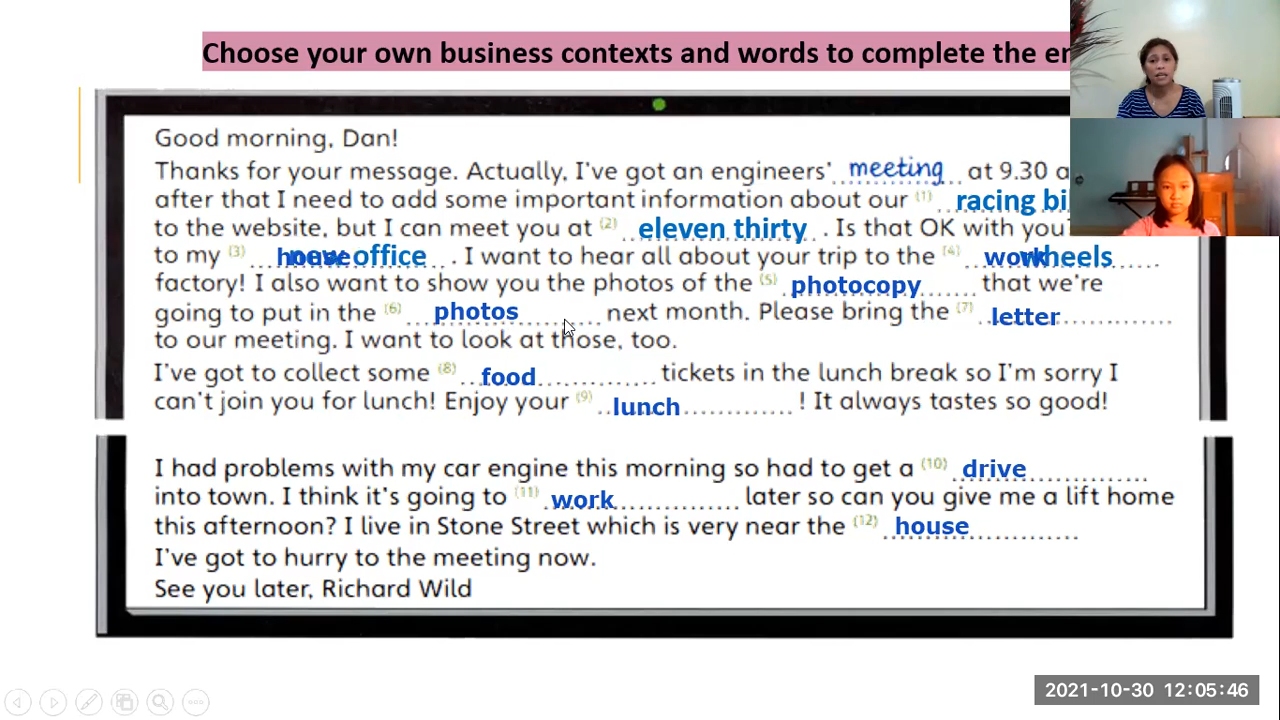 Choose your own business contexts and words to complete the
Good morning, Dan!
Thanks for your message. Actually, I've got an engineers' meeting at 9.30
after that I need to add some important information about our (1) racing
to the website, but I can meet you at (2) eleven thirty. Is that OK with you
to my (3) house new office. I want to hear all about your trip to the (4) work wheels
factory! I also want to show you the photos of the (5) photocopy that we're
going to put in the (6) photos next month. Please bring the (7) letter
to our meeting. I want to look at those, too.
I've got to collect some (8) food tickets in the lunch break so I'm sorry I
can't join you for lunch! Enjoy your (9) lunch! It always tastes so good!
I had problems with my car engine this morning so had to get a (10) drive
into town. I think it's going to (11) work later so can you give me a lift home
this afternoon? I live in Stone Street which is very near the (12) house
I've got to hurry to the meeting now.
See you later, Richard Wild
2021-10-30 12:05:46